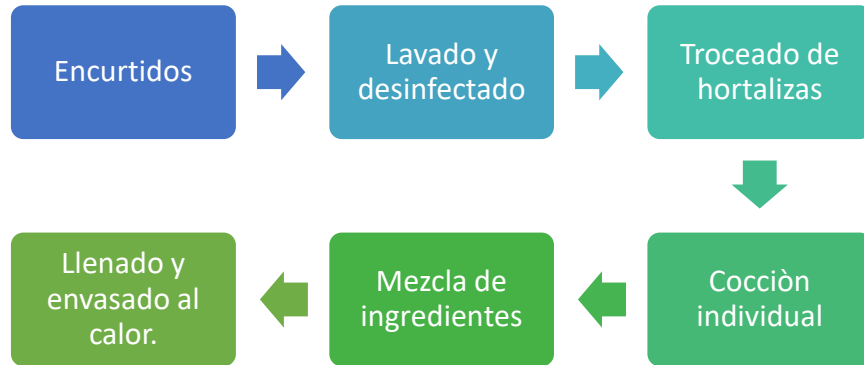 Encurtidos
Lavado y
desinfectado
Troceado de
hortalizas
Cocciòn
individual
Mezcla de
ingredientes
Llenado y
envasado al
calor.